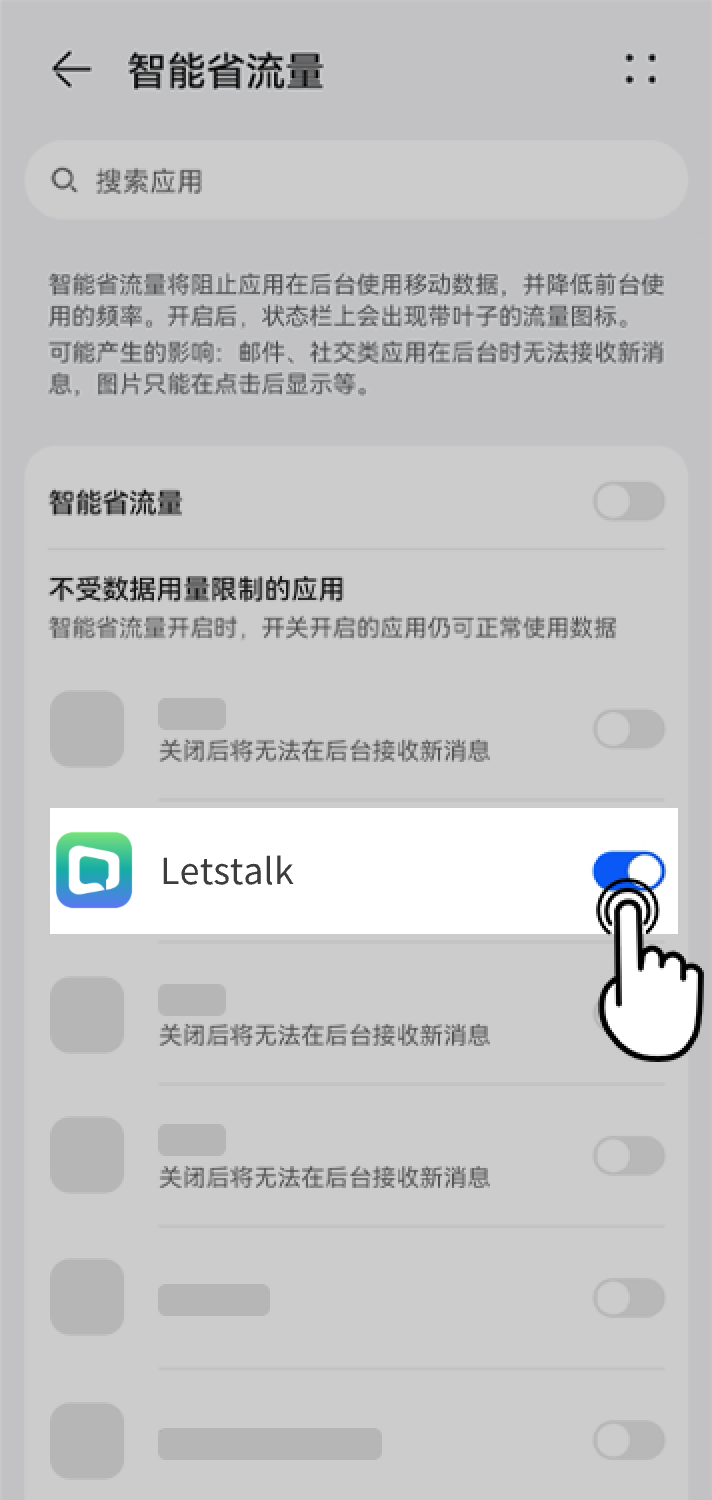 智能省流量
搜索应用
智能省流量将阻止应用在后台使用移动数据，并降低前台使
用的频率。开启后，状态栏上会出现带叶子的流量图标。
可能产生的影响：邮件、社交类应用在后台时无法接收新消
息，图片只能在点击后显示等。
智能省流量
不受数据用量限制的应用
智能省流量开启时，开关开启的应用仍可正常使用数据
关闭后将无法在后台接收新消息
Letstalk
关闭后将无法在后台接收新消息
关闭后将无法在后台接收新消息